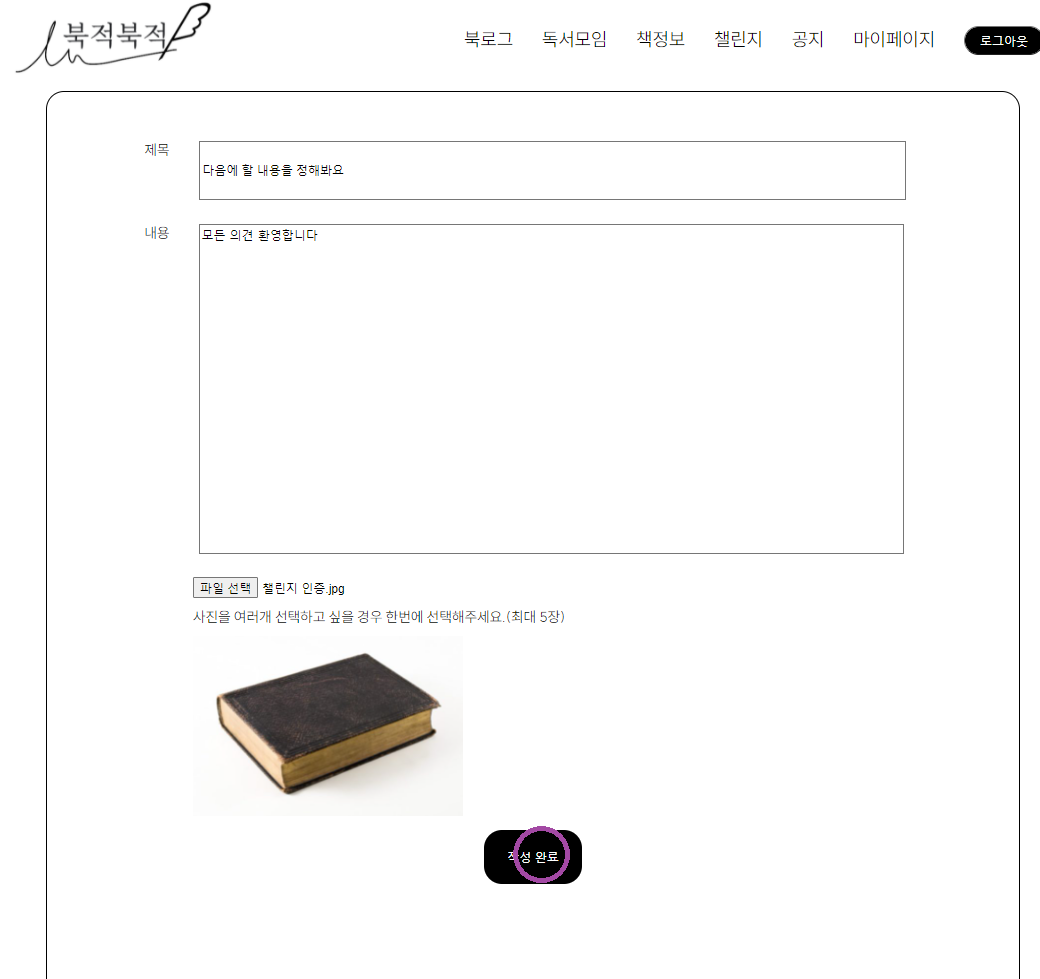 북적북적
북로그 독서모임 책정보 챌린지 공지 마이페이지 로그아웃
제목 다음에 할 내용을 정해봐요
내용 모든 의견 환영합니다
파일 선택 챌린지 인증.jpg
사진을 여러개 선택하고 싶을 경우 한번에 선택해주세요.(최대 5장)
작성 완료